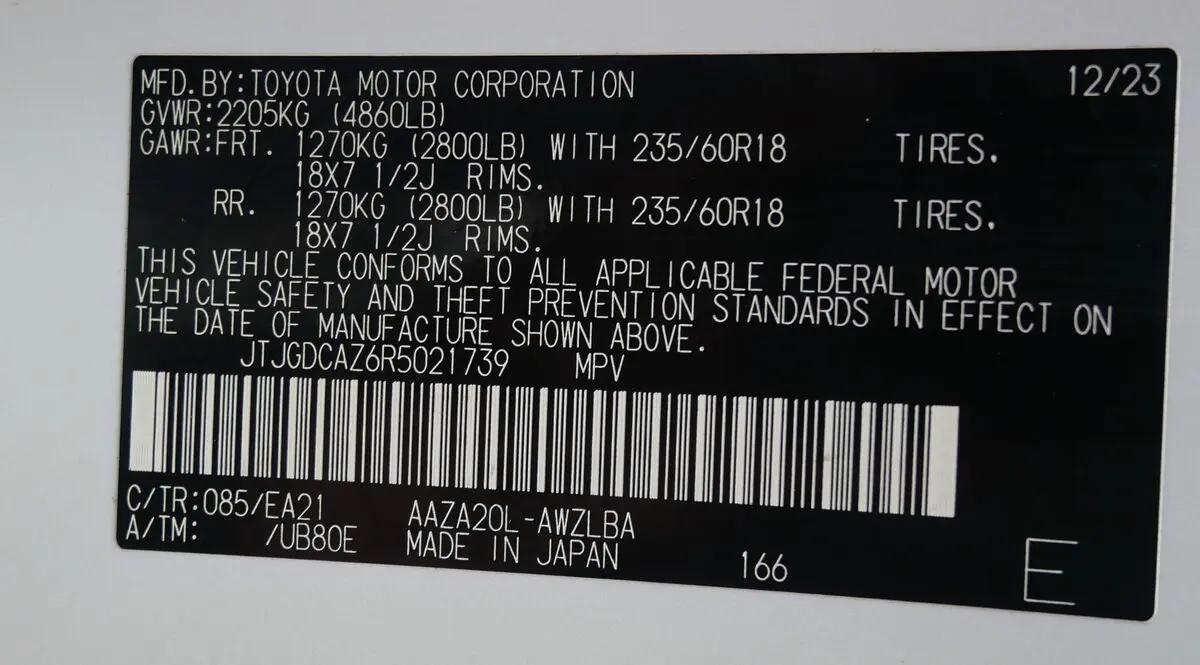 MFD.BY:TOYOTA MOTOR CORPORATION 12/23
GVWR:2205KG (4860LB)
GAWR:FRT. 1270KG (2800LB) WITH 235/60R18 TIRES.
18X7 1/2J RIMS.
RR. 1270KG (2800LB) WITH 235/60R18 TIRES.
18X7 1/2J RIMS.
THIS VEHICLE CONFORMS TO ALL APPLICABLE FEDERAL MOTOR
VEHICLE SAFETY AND THEFT PREVENTION STANDARDS IN EFFECT ON
THE DATE OF MANUFACTURE SHOWN ABOVE.
JTJGDCAZ6R5021739 MPV
C/TR:085/EA21 AAZA20L-AWZLBA
A/TM: /UB80E MADE IN JAPAN 166 E